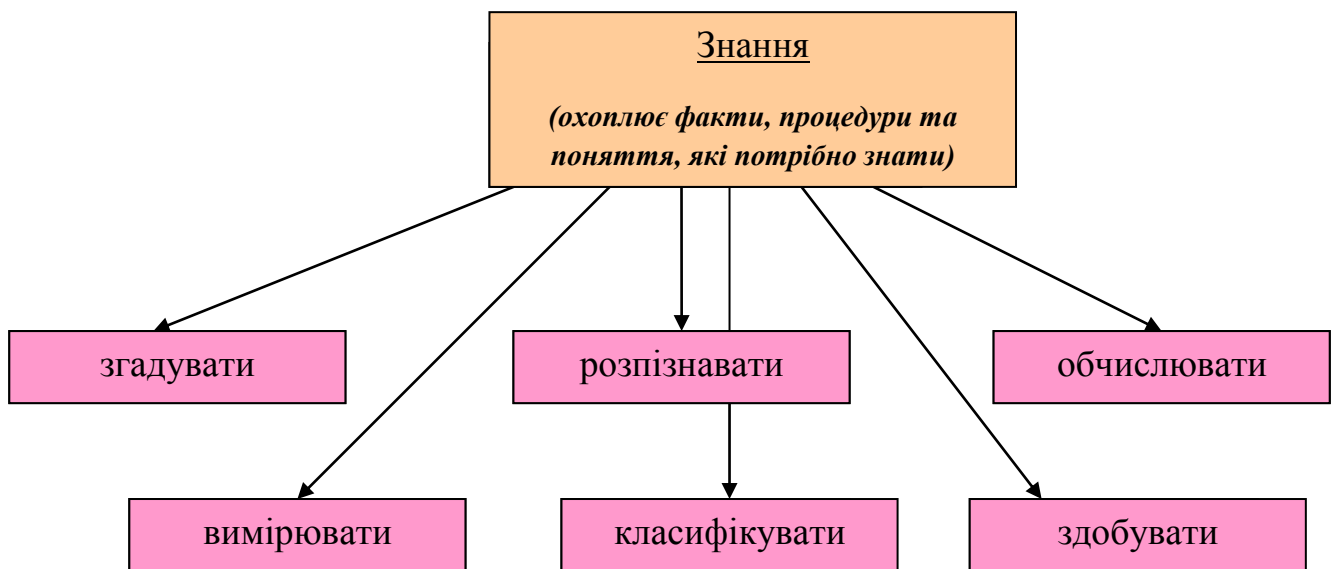 Знання
(охоплює факти, процедури та
поняття, які потрібно знати)
згадувати
розпізнавати
обчислювати
вимірювати
класифікувати
здобувати